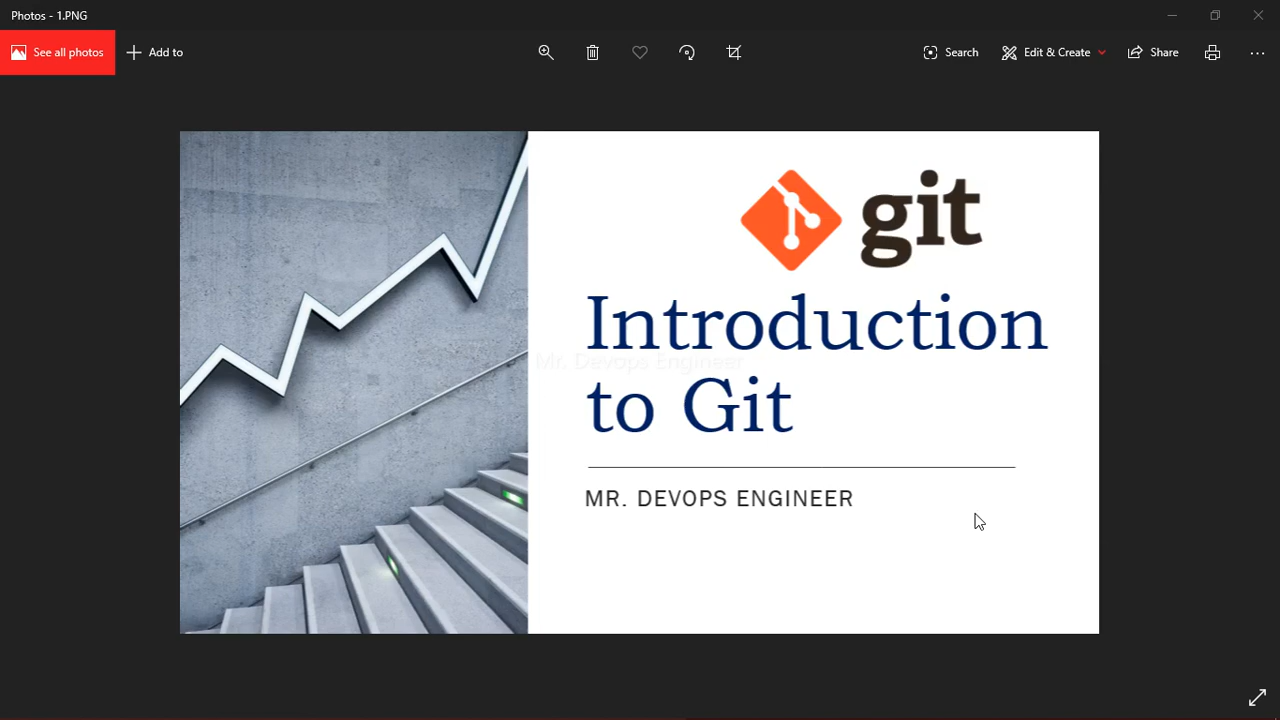 Photos - 1.PNG
See all photos
Add to
Search
Edit & Create
Share
git
Introduction
to Git
Mr. Devops Engineer
MR. DEVOPS ENGINEER